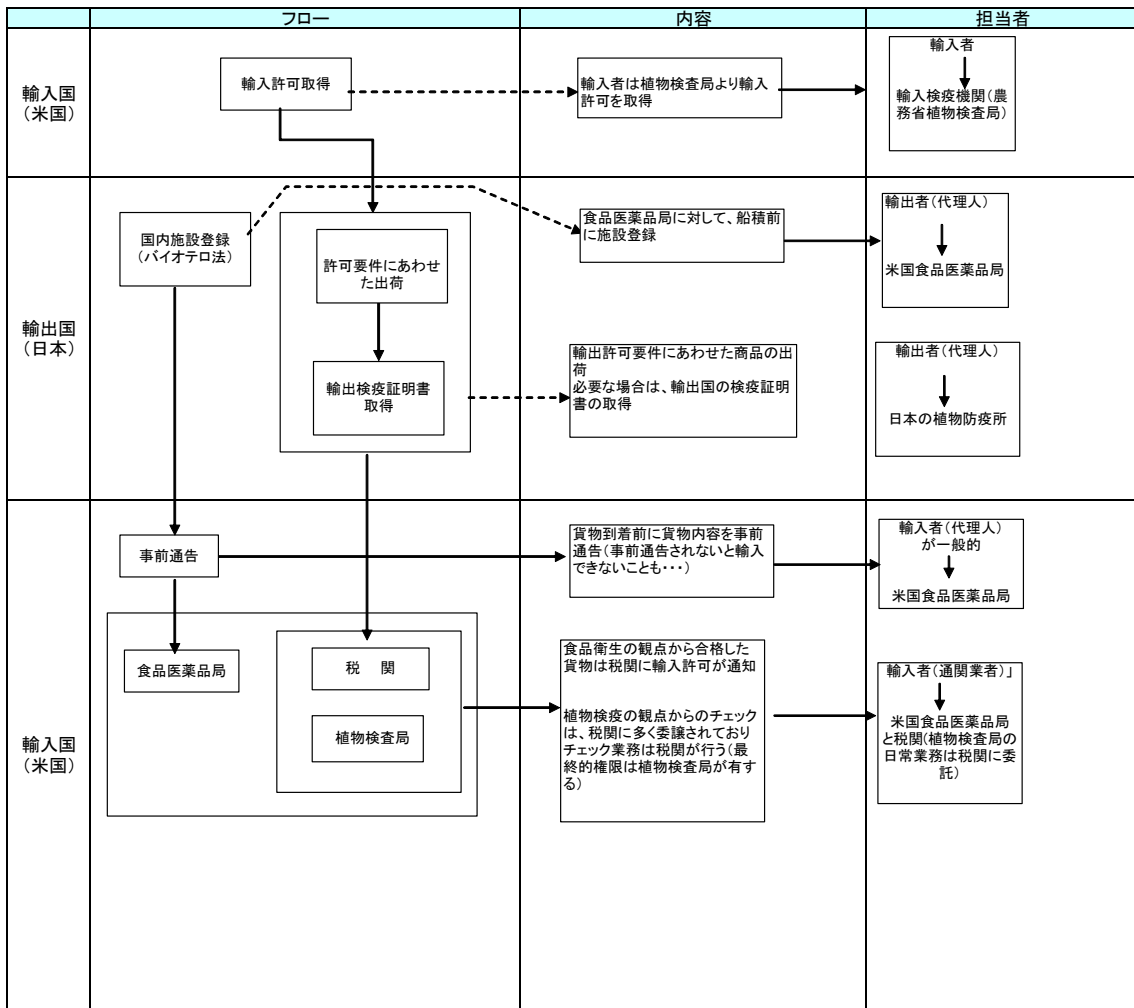 フロー
内容
担当者
輸入国
（米国）
輸入許可取得
輸入者は植物検査局より輸入
許可を取得
輸入者
輸入検疫機関（農
務省植物検査局）
輸出国
（日本）
国内施設登録
（バイオテロ法）
許可要件にあわせ
た出荷
輸出検疫証明書
取得
食品医薬品局に対して、船積前
に施設登録
輸出者（代理人）
米国食品医薬品局
輸出許可要件にあわせた商品の出
荷
必要な場合は、輸出国の検疫証明
書の取得
輸出者（代理人）
日本の植物防疫所
輸入国
（米国）
事前通告
貨物到着前に貨物内容を事前
通告（事前通告されないと輸入
できないことも・・・）
輸入者（代理人）
が一般的
米国食品医薬品局
食品医薬品局
税　関
植物検査局
食品衛生の観点から合格した
貨物は税関に輸入許可が通知
植物検疫の観点からのチェック
は、税関に多く委譲されており
チェック業務は税関が行う（最
終的権限は植物検査局が有す
る）
輸入者（通関業者）」
米国食品医薬品局
と税関（植物検査局の
日常業務は税関に委
託）